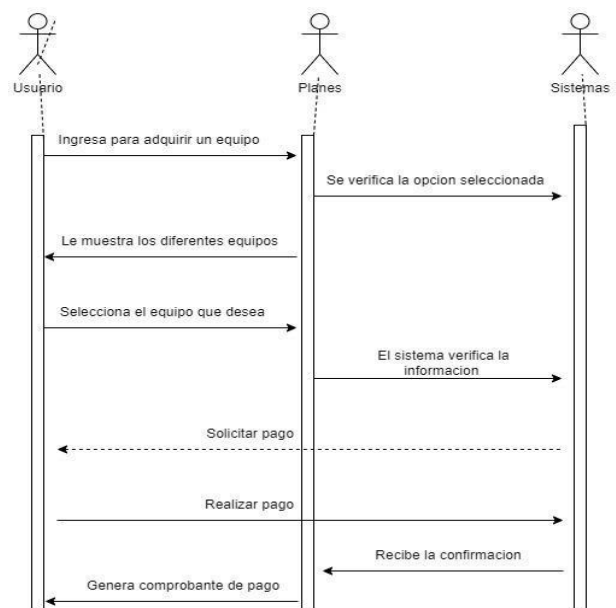 Usuario
Planes
Sistemas
Ingresa para adquirir un equipo
Se verifica la opcion seleccionada
Le muestra los diferentes equipos
Selecciona el equipo que desea
El sistema verifica la
informacion
Solicitar pago
Realizar pago
Recibe la confirmacion
Genera comprobante de pago